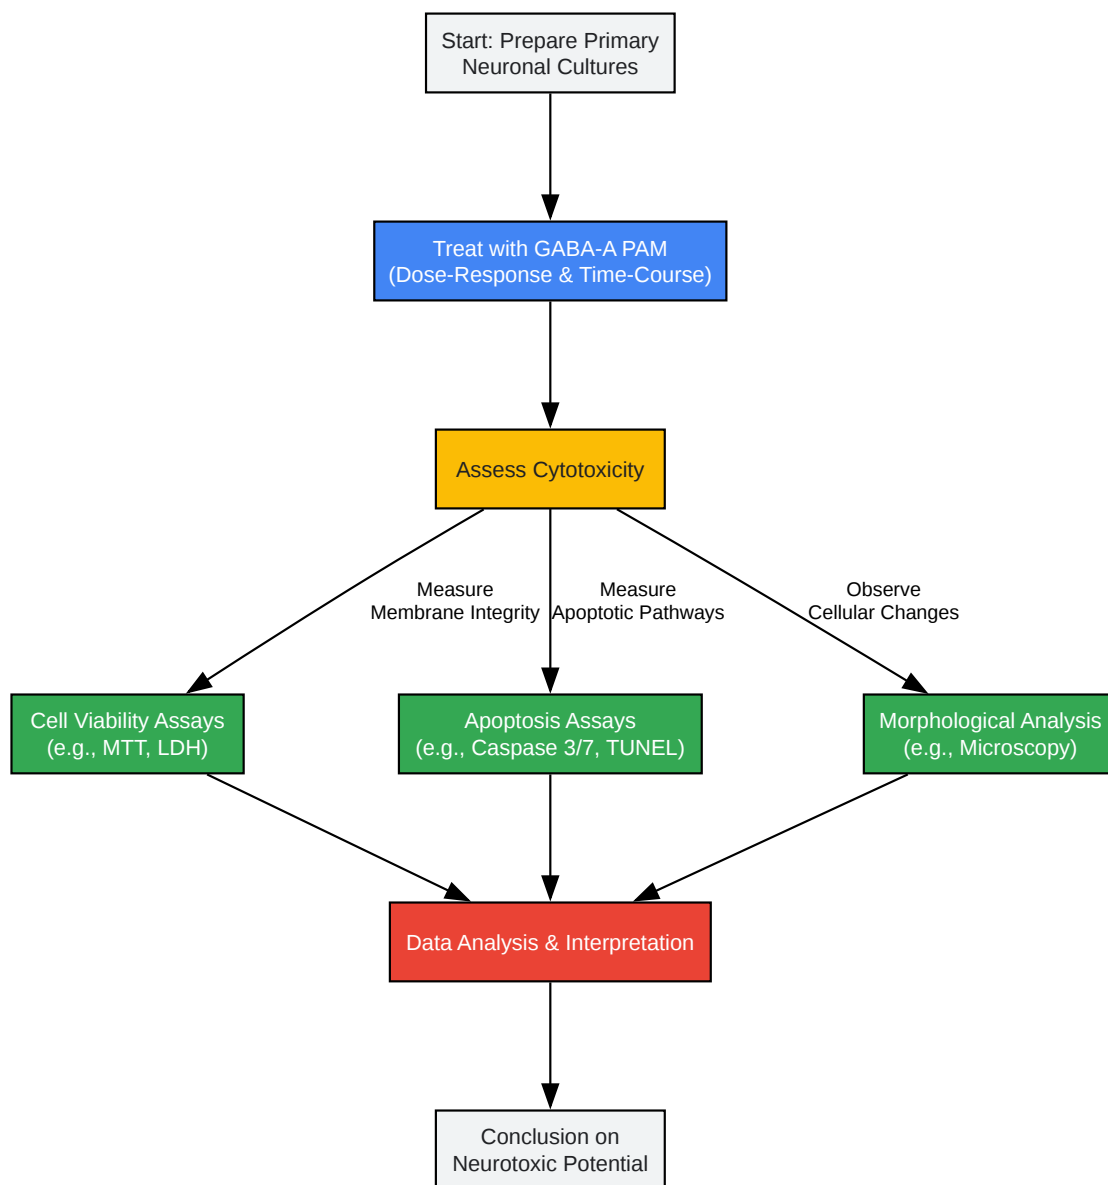 Start: Prepare Primary
Neuronal Cultures
Treat with GABA-A PAM
(Dose-Response & Time-Course)
Assess Cytotoxicity
Measure
Membrane Integrity
Measure
Apoptotic Pathways
Observe
Cellular Changes
Cell Viability Assays
(e.g., MTT, LDH)
Apoptosis Assays
(e.g., Caspase 3/7, TUNEL)
Morphological Analysis
(e.g., Microscopy)
Data Analysis & Interpretation
Conclusion on
Neurotoxic Potential